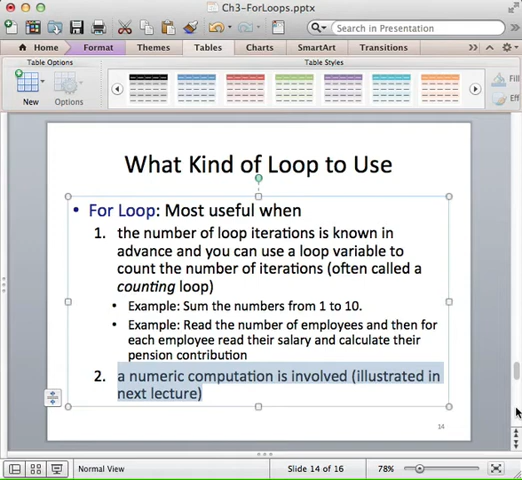 Ch3-ForLoops.pptx
Search in Presentation
Home Format Themes Tables Charts SmartArt Transitions
Table Options Table Styles
New Options Fill
Eff
What Kind of Loop to Use
• For Loop: Most useful when
1. the number of loop iterations is known in
advance and you can use a loop variable to
count the number of iterations (often called a
counting loop)
• Example: Sum the numbers from 1 to 10.
• Example: Read the number of employees and then for
each employee read their salary and calculate their
pension contribution
2. a numeric computation is involved (illustrated in
next lecture)
14
Normal View Slide 14 of 16 78%